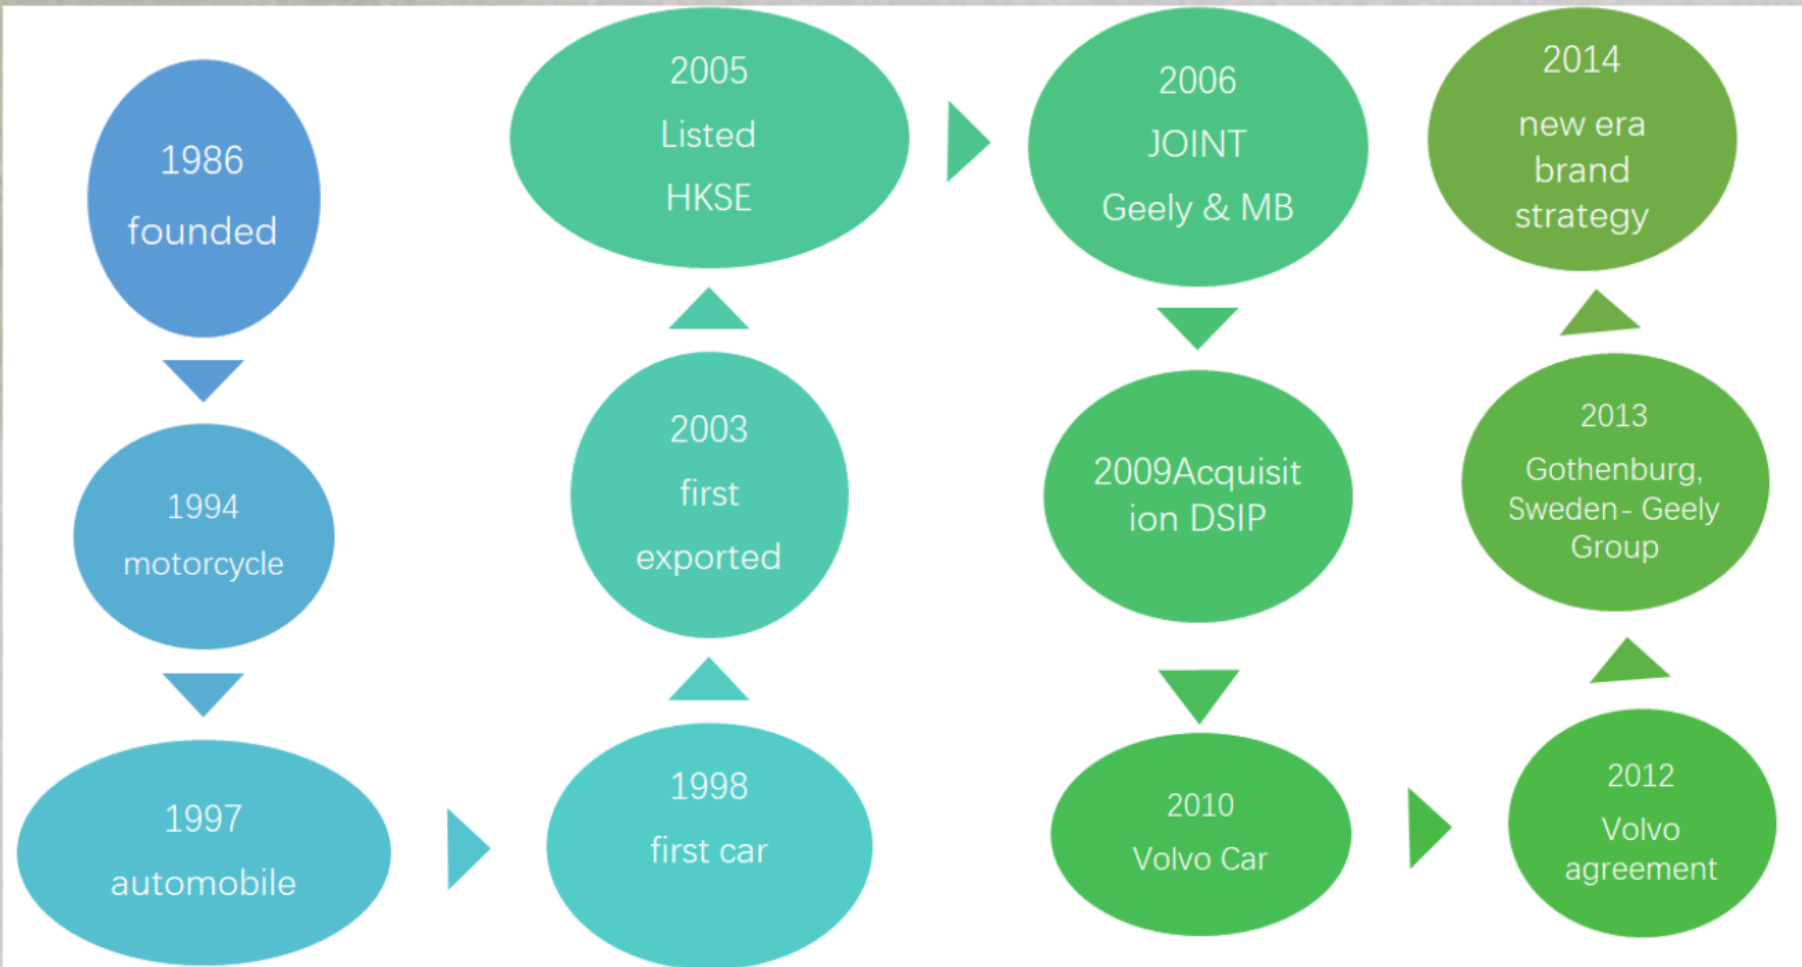 1986
founded
1994
motorcycle
1997
automobile
1998
first car
2003
first
exported
2005
Listed
HKSE
2006
JOINT
Geely & MB
2009Acquisit
ion DSIP
2010
Volvo Car
2012
Volvo
agreement
2013
Gothenburg,
Sweden- Geely
Group
2014
new era
brand
strategy